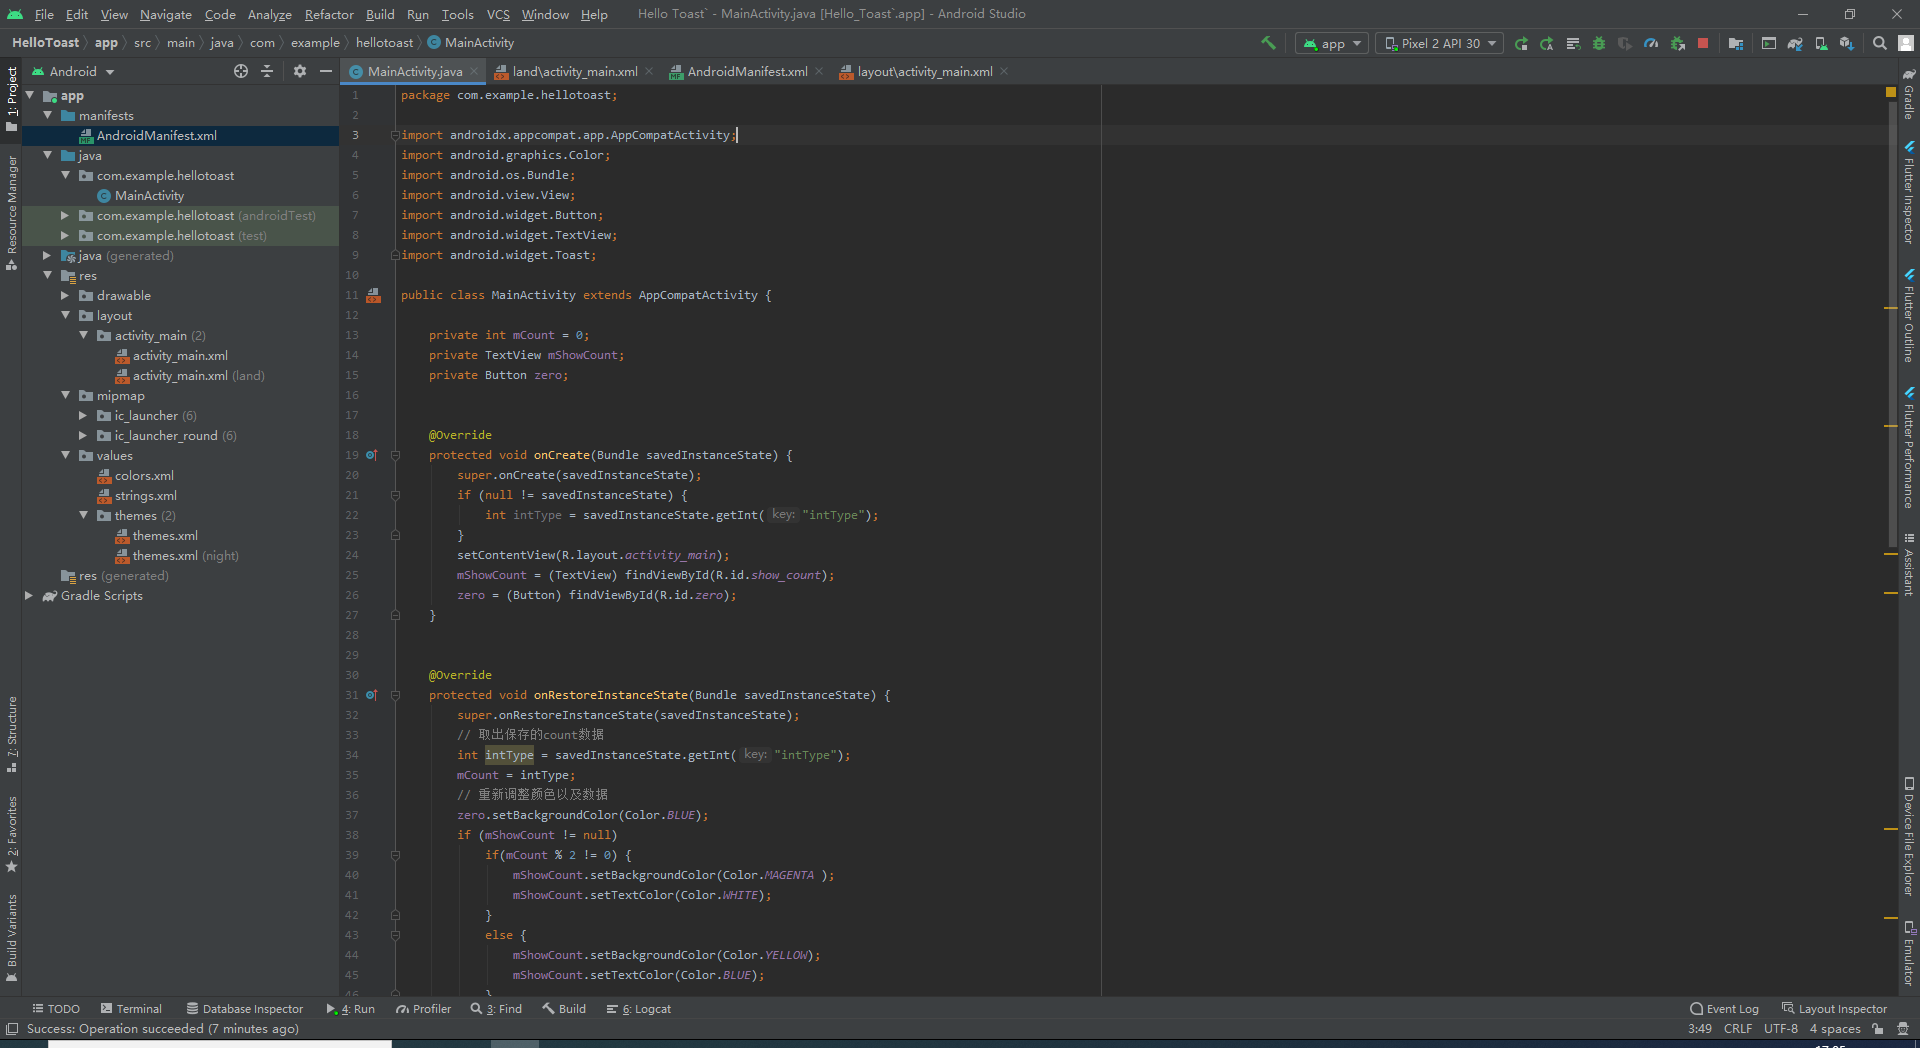 File Edit View Navigate Code Analyze Refactor Build Run Tools VCS Window Help Hello Toast` - MainActivity.java [Hello_Toast`.app] - Android Studio
HelloToast app src main java com example hellotoast MainActivity app Pixel 2 API 30
Android
MainActivity.java land\activity_main.xml AndroidManifest.xml layout\activity_main.xml
1: Project
Resource Manager
7: Structure
2: Favorites
Build Variants
app
manifests
AndroidManifest.xml
java
com.example.hellotoast
MainActivity
com.example.hellotoast (androidTest)
com.example.hellotoast (test)
java (generated)
res
drawable
layout
activity_main (2)
activity_main.xml
activity_main.xml (land)
mipmap
ic_launcher (6)
ic_launcher_round (6)
values
colors.xml
strings.xml
themes (2)
themes.xml
themes.xml (night)
res (generated)
Gradle Scripts
1 package com.example.hellotoast;
2
3 import androidx.appcompat.app.AppCompatActivity;
4 import android.graphics.Color;
5 import android.os.Bundle;
6 import android.view.View;
7 import android.widget.Button;
8 import android.widget.TextView;
9 import android.widget.Toast;
10
11 public class MainActivity extends AppCompatActivity {
12
13 private int mCount = 0;
14 private TextView mShowCount;
15 private Button zero;
16
17
18 @Override
19 protected void onCreate(Bundle savedInstanceState) {
20 super.onCreate(savedInstanceState);
21 if (null != savedInstanceState) {
22 int intType = savedInstanceState.getInt( key: "intType");
23 }
24 setContentView(R.layout.activity_main);
25 mShowCount = (TextView) findViewById(R.id.show_count);
26 zero = (Button) findViewById(R.id.zero);
27 }
28
29
30 @Override
31 protected void onRestoreInstanceState(Bundle savedInstanceState) {
32 super.onRestoreInstanceState(savedInstanceState);
33 // 取出保存的count数据
34 int intType = savedInstanceState.getInt( key: "intType");
35 mCount = intType;
36 // 重新调整颜色以及数据
37 zero.setBackgroundColor(Color.BLUE);
38 if (mShowCount != null)
39 if(mCount % 2 != 0) {
40 mShowCount.setBackgroundColor(Color.MAGENTA );
41 mShowCount.setTextColor(Color.WHITE);
42 }
43 else {
44 mShowCount.setBackgroundColor(Color.YELLOW);
45 mShowCount.setTextColor(Color.BLUE);
46 }
Gradle
Flutter Inspector
Flutter Outline
Flutter Performance
Assistant
Device File Explorer
Emulator
TODO Terminal Database Inspector 4: Run Profiler 3: Find Build 6: Logcat Event Log Layout Inspector
Success: Operation succeeded (7 minutes ago) 3:49 CRLF UTF-8 4 spaces